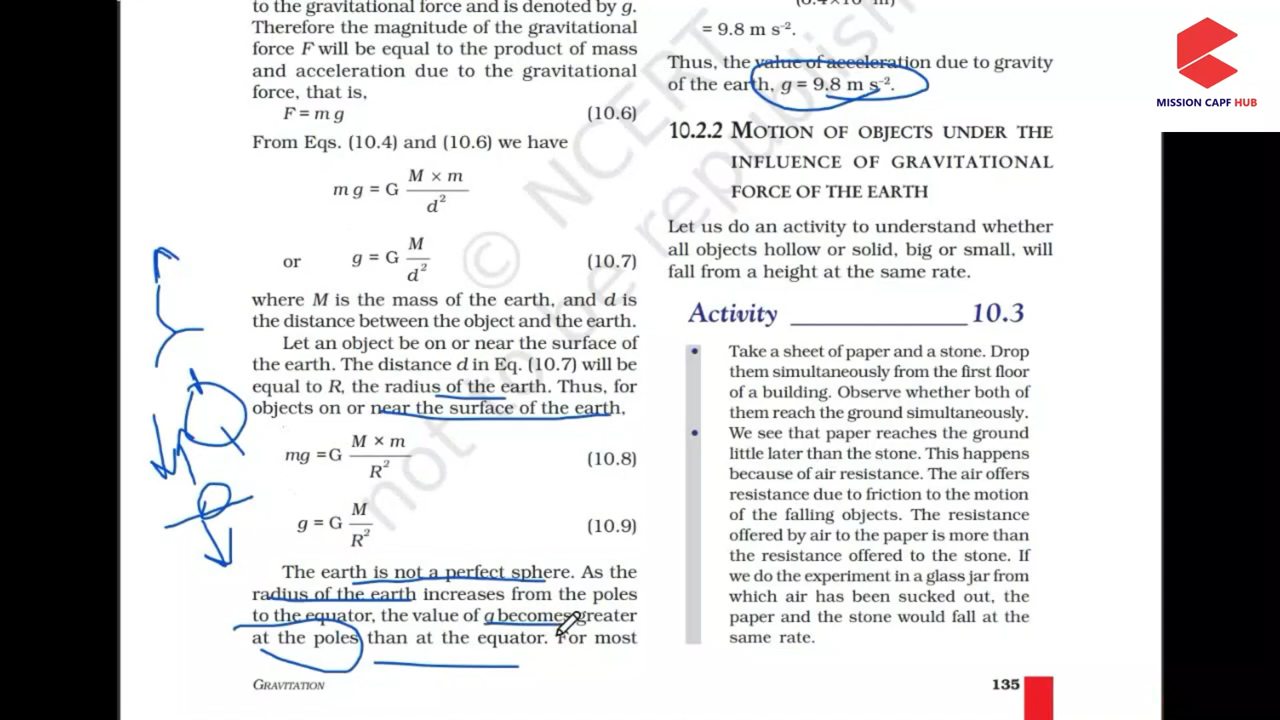 to the gravitational force and is denoted by g.
Therefore the magnitude of the gravitational
force F will be equal to the product of mass
and acceleration due to the gravitational
force, that is,
F = m g (10.6)
From Eqs. (10.4) and (10.6) we have
m g = G M × m / d²
or g = G M / d² (10.7)
where M is the mass of the earth, and d is
the distance between the object and the earth.
Let an object be on or near the surface of
the earth. The distance d in Eq. (10.7) will be
equal to R, the radius of the earth. Thus, for
objects on or near the surface of the earth,
mg = G M × m / R² (10.8)
g = G M / R² (10.9)
The earth is not a perfect sphere. As the
radius of the earth increases from the poles
to the equator, the value of g becomes greater
at the poles than at the equator. For most
GRAVITATION
= 9.8 m s⁻².
Thus, the value of acceleration due to gravity
of the earth, g = 9.8 m s⁻².
10.2.2 MOTION OF OBJECTS UNDER THE
INFLUENCE OF GRAVITATIONAL
FORCE OF THE EARTH
Let us do an activity to understand whether
all objects hollow or solid, big or small, will
fall from a height at the same rate.
Activity ______________ 10.3
• Take a sheet of paper and a stone. Drop
them simultaneously from the first floor
of a building. Observe whether both of
them reach the ground simultaneously.
• We see that paper reaches the ground
little later than the stone. This happens
because of air resistance. The air offers
resistance due to friction to the motion
of the falling objects. The resistance
offered by air to the paper is more than
the resistance offered to the stone. If
we do the experiment in a glass jar from
which air has been sucked out, the
paper and the stone would fall at the
same rate.
135
© NCERT
not to be republish
MISSION CAPF HUB